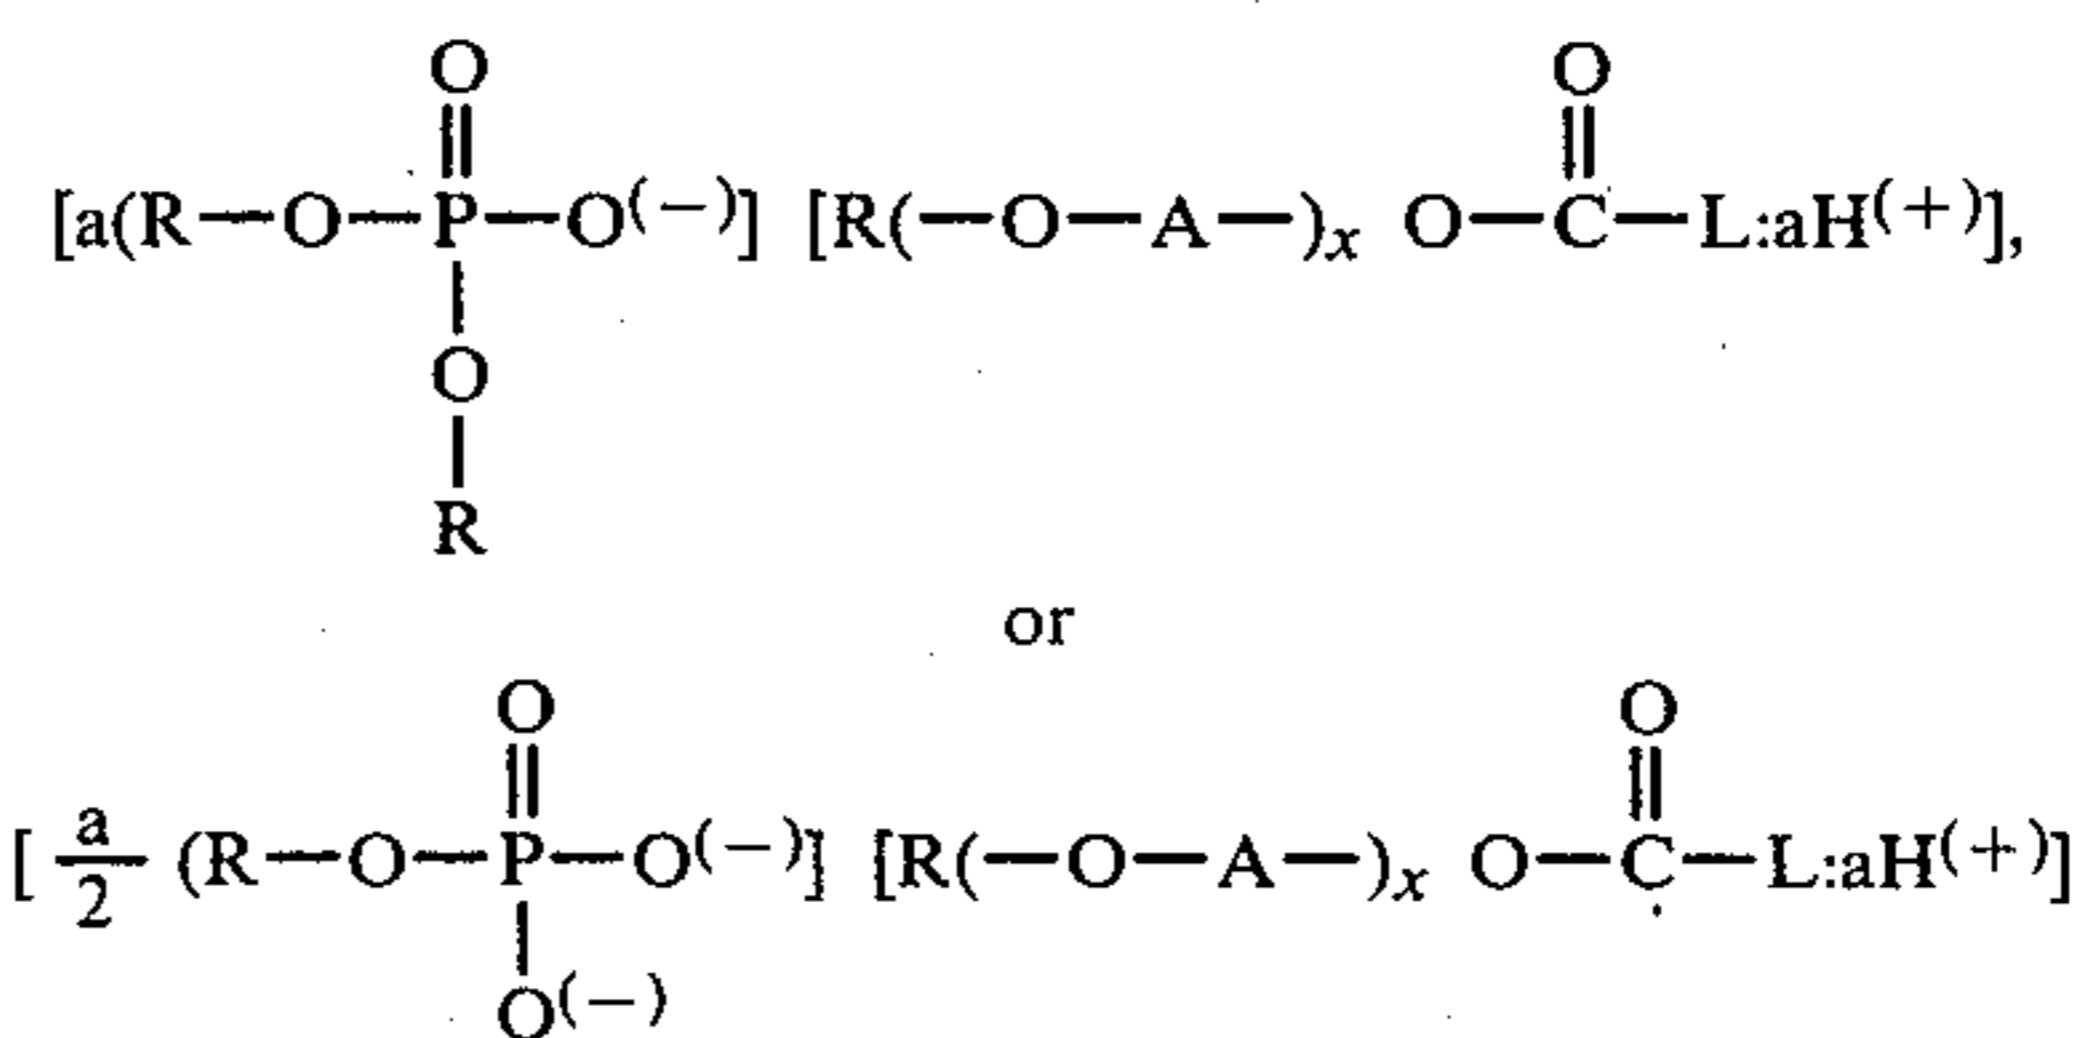 O O
[a(R—O—P—O(−)] [R(—O—A—)x O—C—L:aH(+)],
O
R
or
O O
[ a/2 (R—O—P—O(−)] [R(—O—A—)x O—C—L:aH(+)]
O(−)